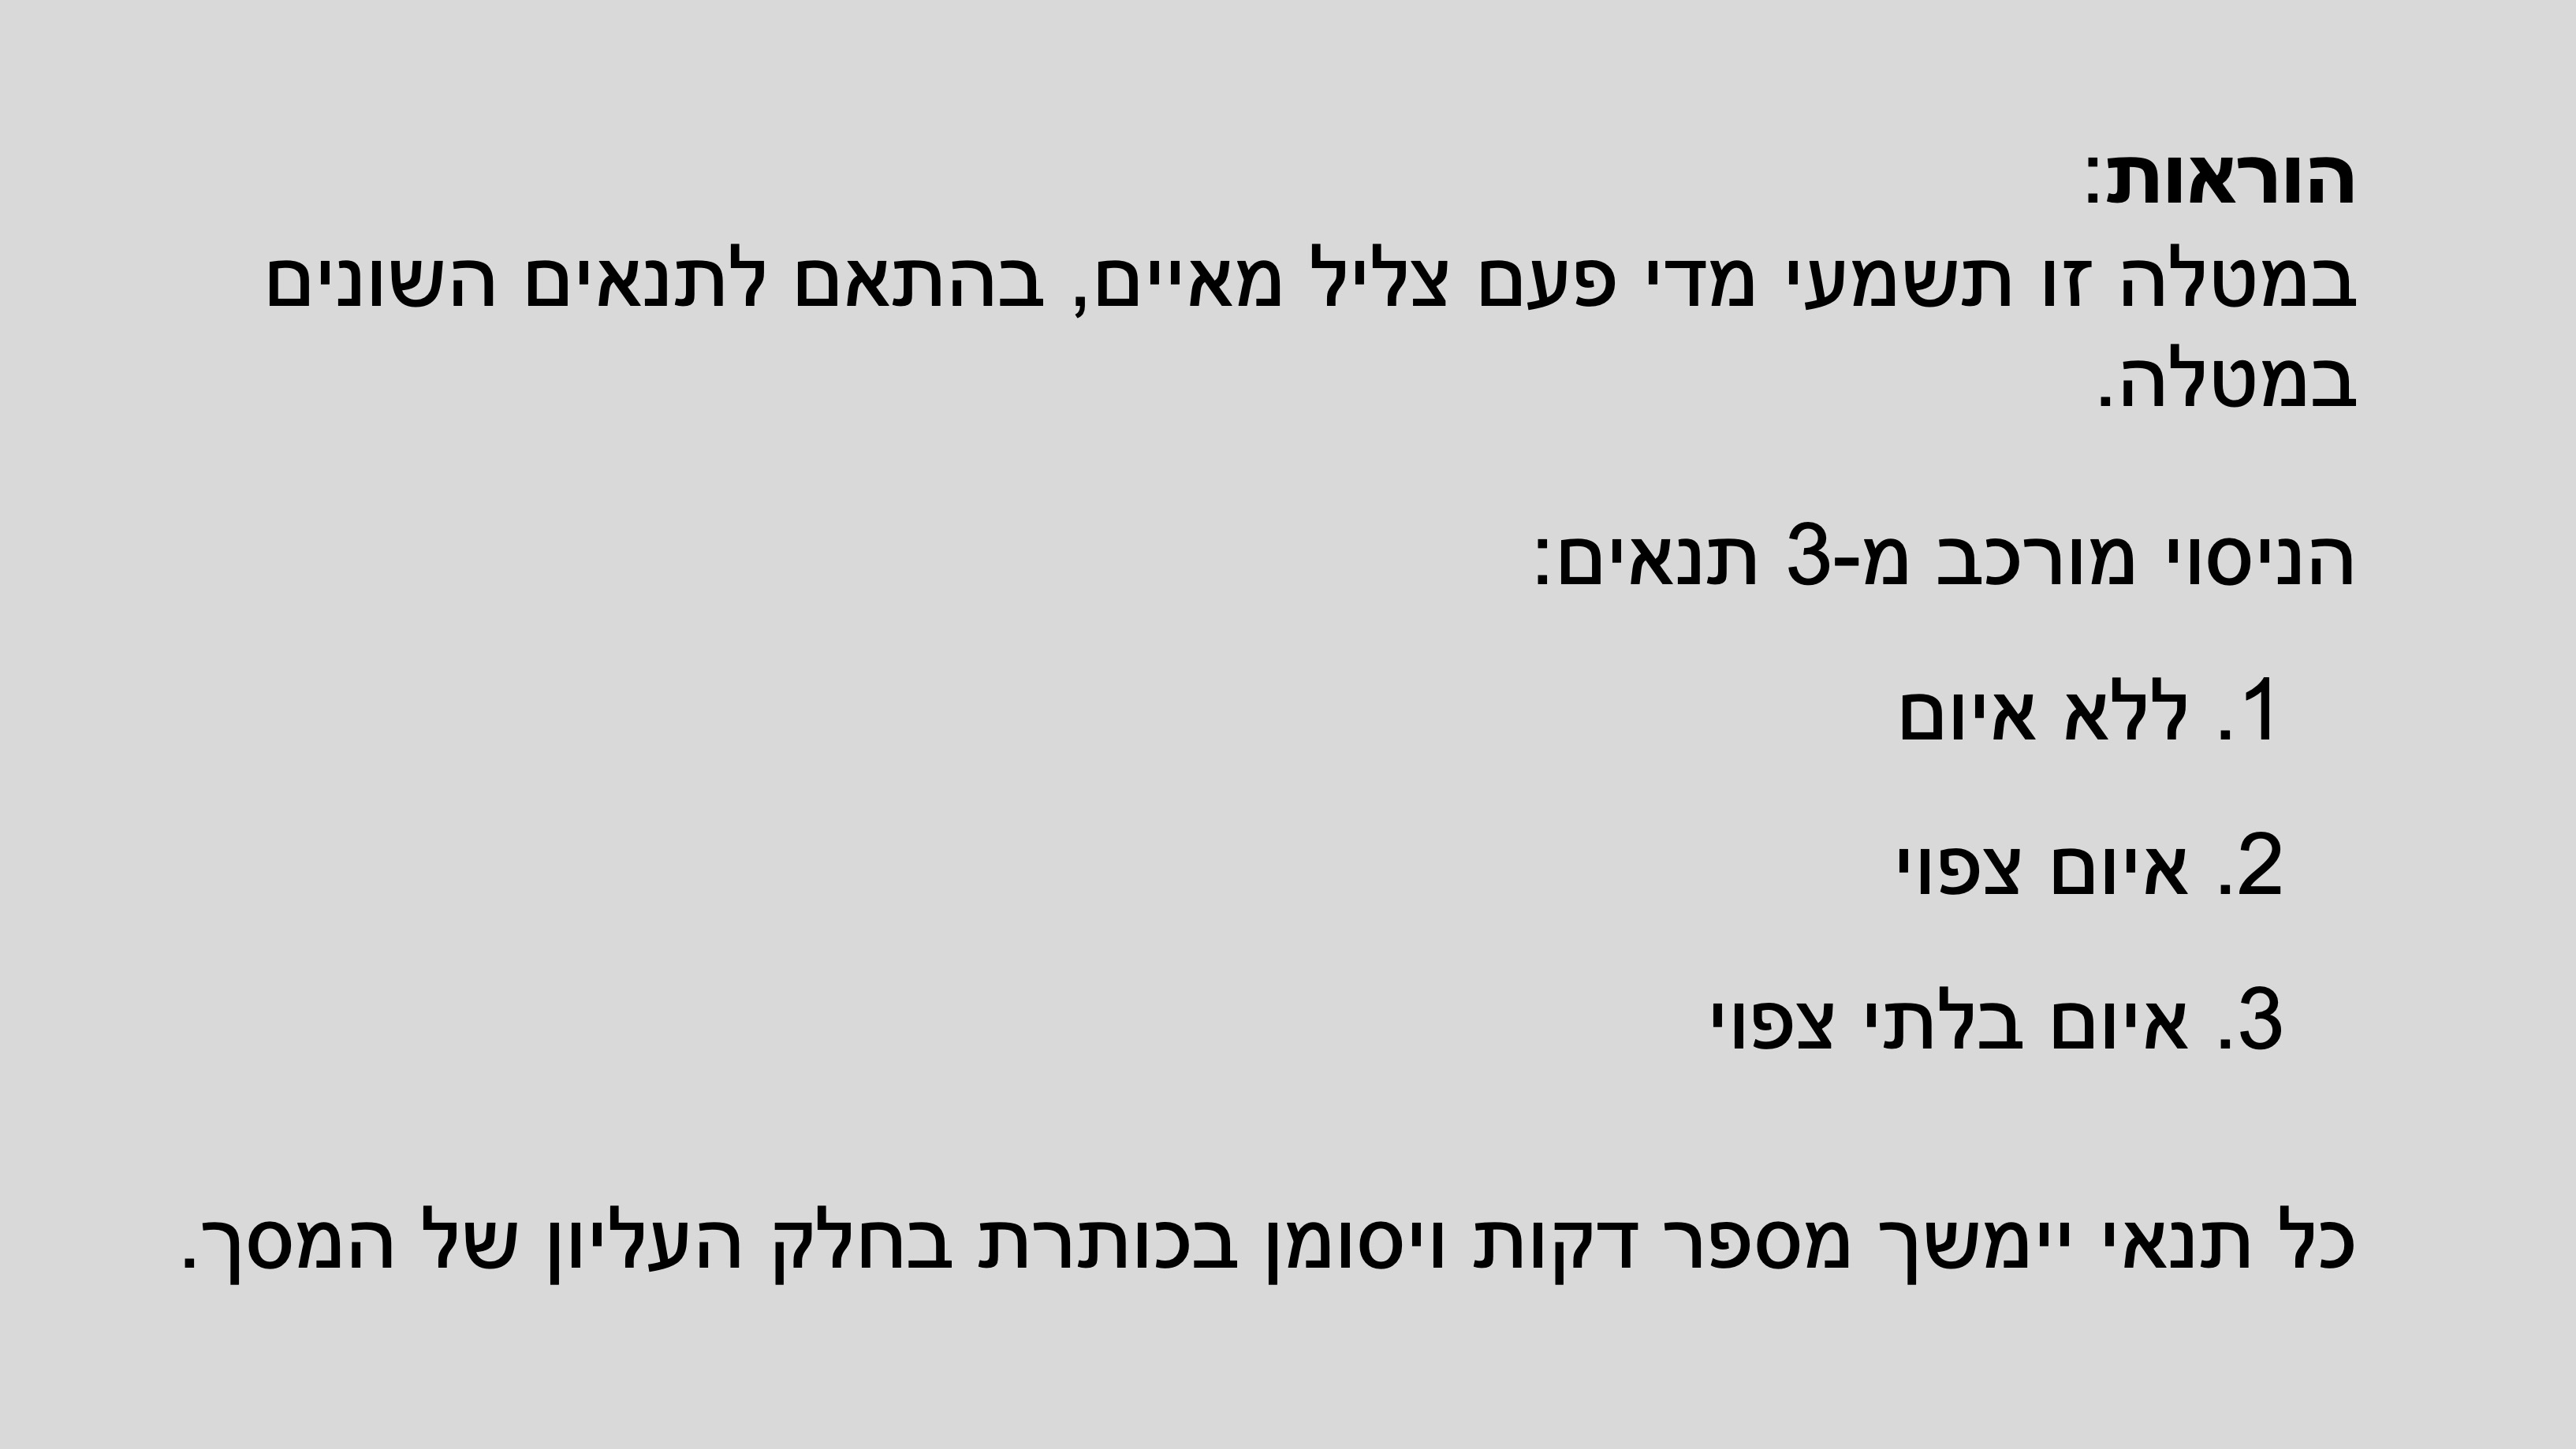 הוראות:
במטלה זו תשמעי מדי פעם צליל מאיים, בהתאם לתנאים השונים
במטלה.
הניסוי מורכב מ-3 תנאים:
1. ללא איום
2. איום צפוי
3. איום בלתי צפוי
כל תנאי יימשך מספר דקות ויסומן בכותרת בחלק העליון של המסך.